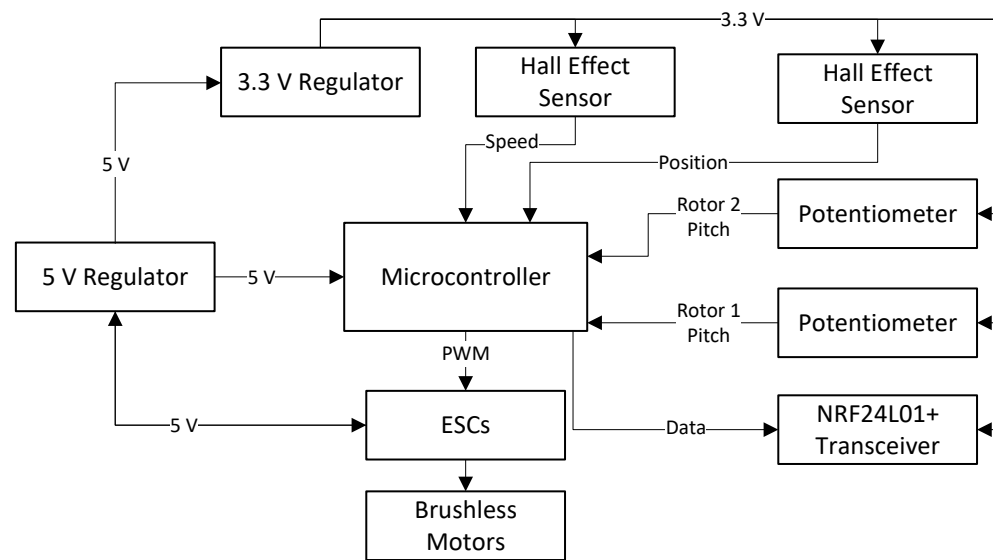 3.3 V
3.3 V Regulator
Hall Effect
Sensor
Hall Effect
Sensor
Speed
5 V
Position
Rotor 2
Pitch
Potentiometer
5 V Regulator
5 V
Microcontroller
Rotor 1
Pitch
Potentiometer
PWM
5 V
ESCs
Data
NRF24L01+
Transceiver
Brushless
Motors